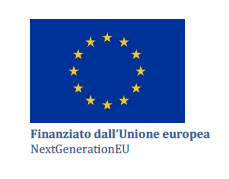 Finanziato dall'Unione europea
NextGenerationEU